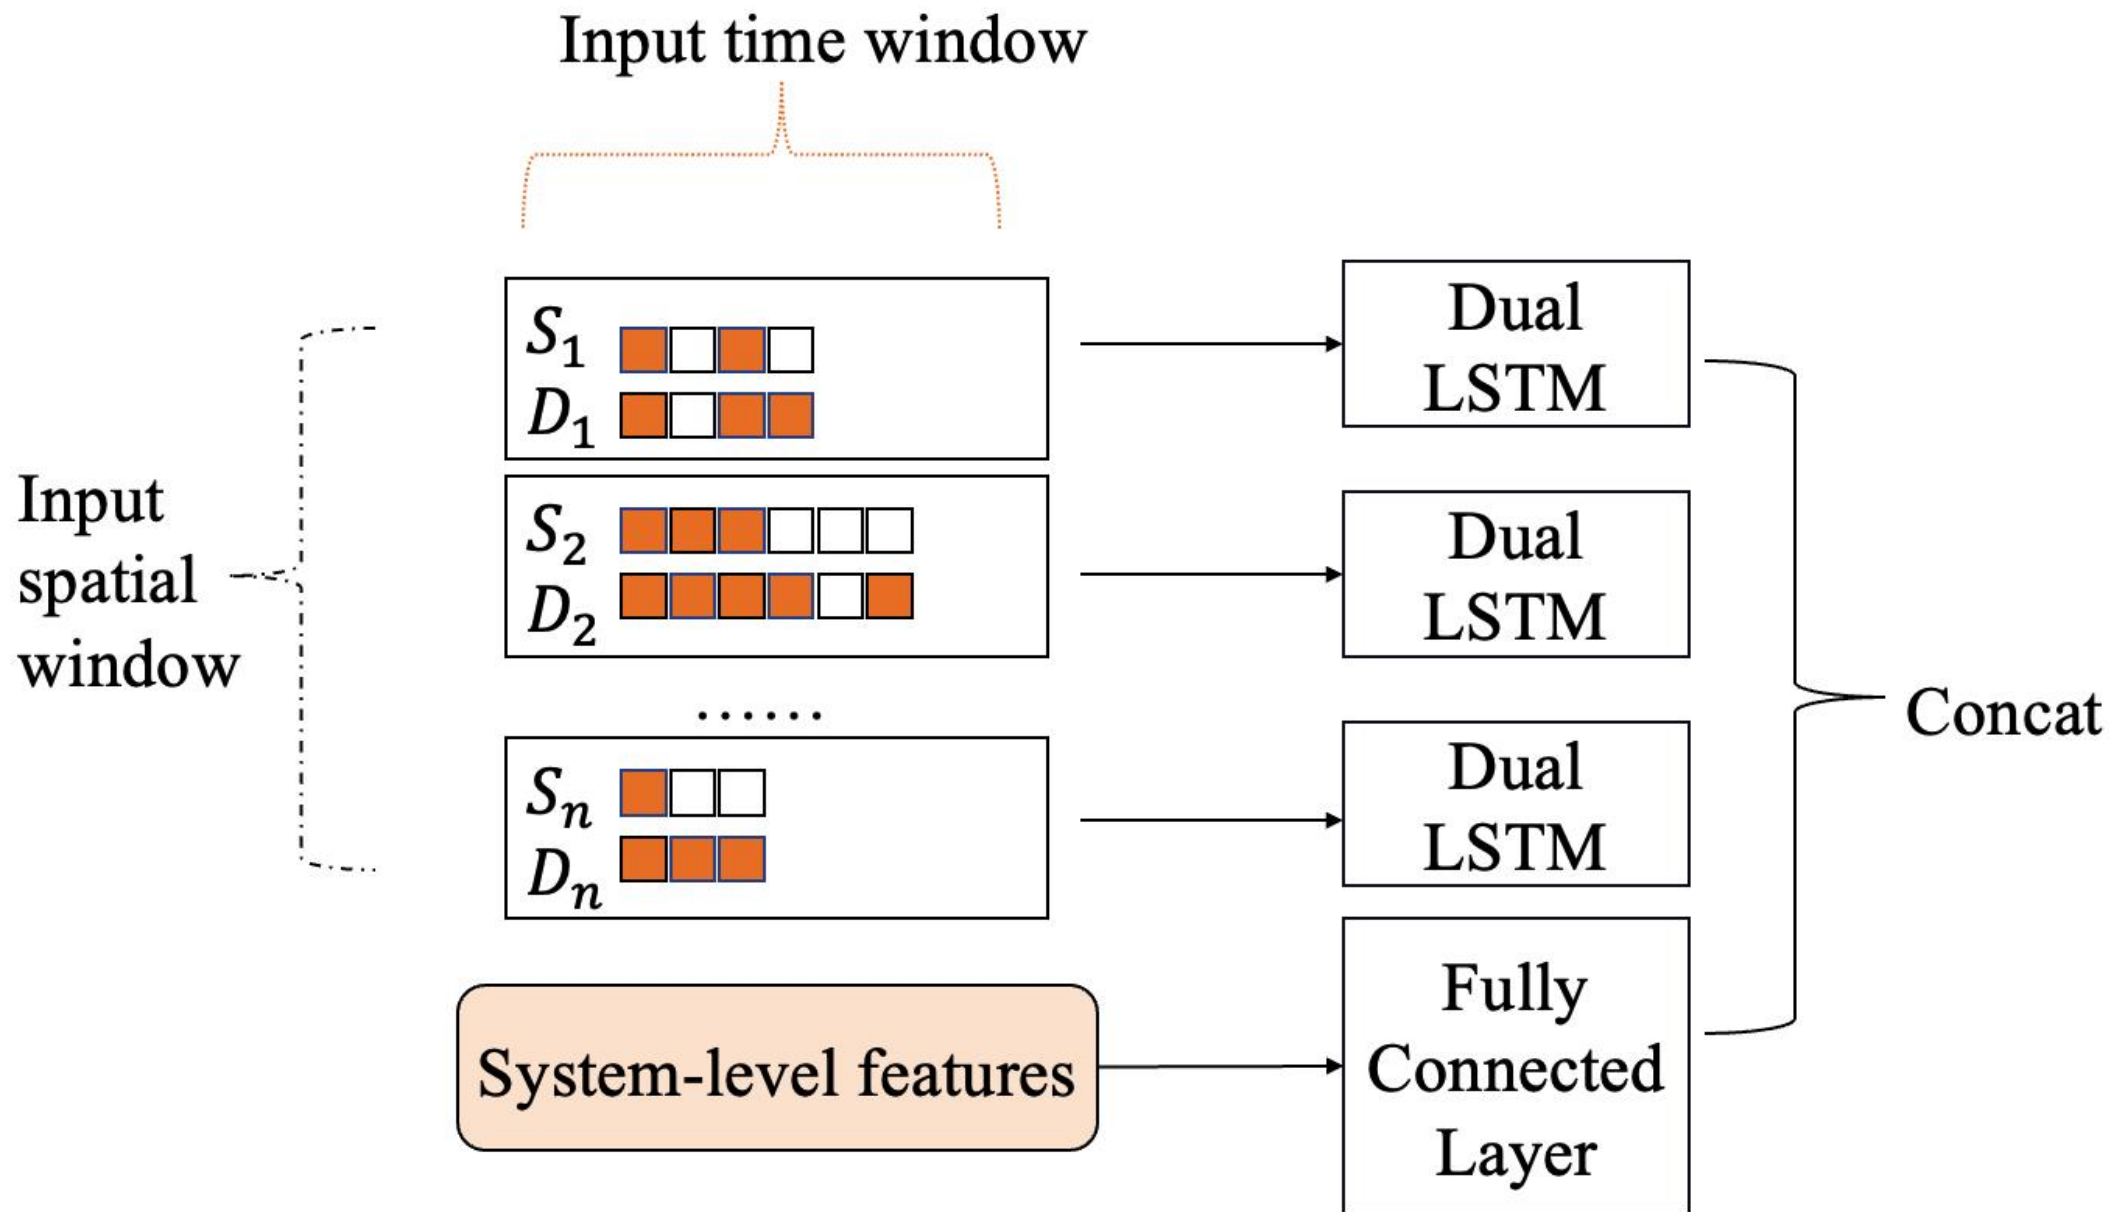 Input time window
Input
spatial
window
S₁
D₁
S₂
D₂
......
Sₙ
Dₙ
System-level features
Dual
LSTM
Dual
LSTM
Dual
LSTM
Fully
Connected
Layer
Concat